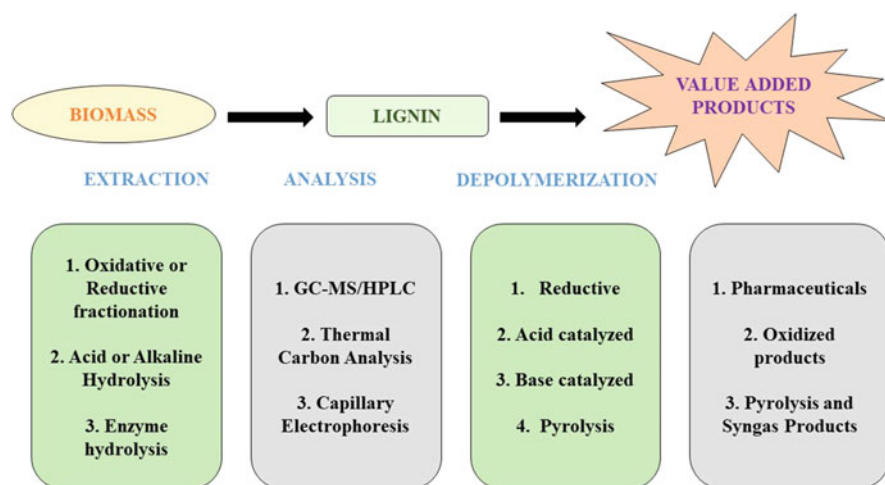 BIOMASS
LIGNIN
VALUE ADDED
PRODUCTS
EXTRACTION
ANALYSIS
DEPOLYMERIZATION
1. Oxidative or
Reductive
fractionation
2. Acid or Alkaline
Hydrolysis
3. Enzyme
hydrolysis
1. GC-MS/HPLC
2. Thermal
Carbon Analysis
3. Capillary
Electrophoresis
1. Reductive
2. Acid catalyzed
3. Base catalyzed
4. Pyrolysis
1. Pharmaceuticals
2. Oxidized
products
3. Pyrolysis and
Syngas Products